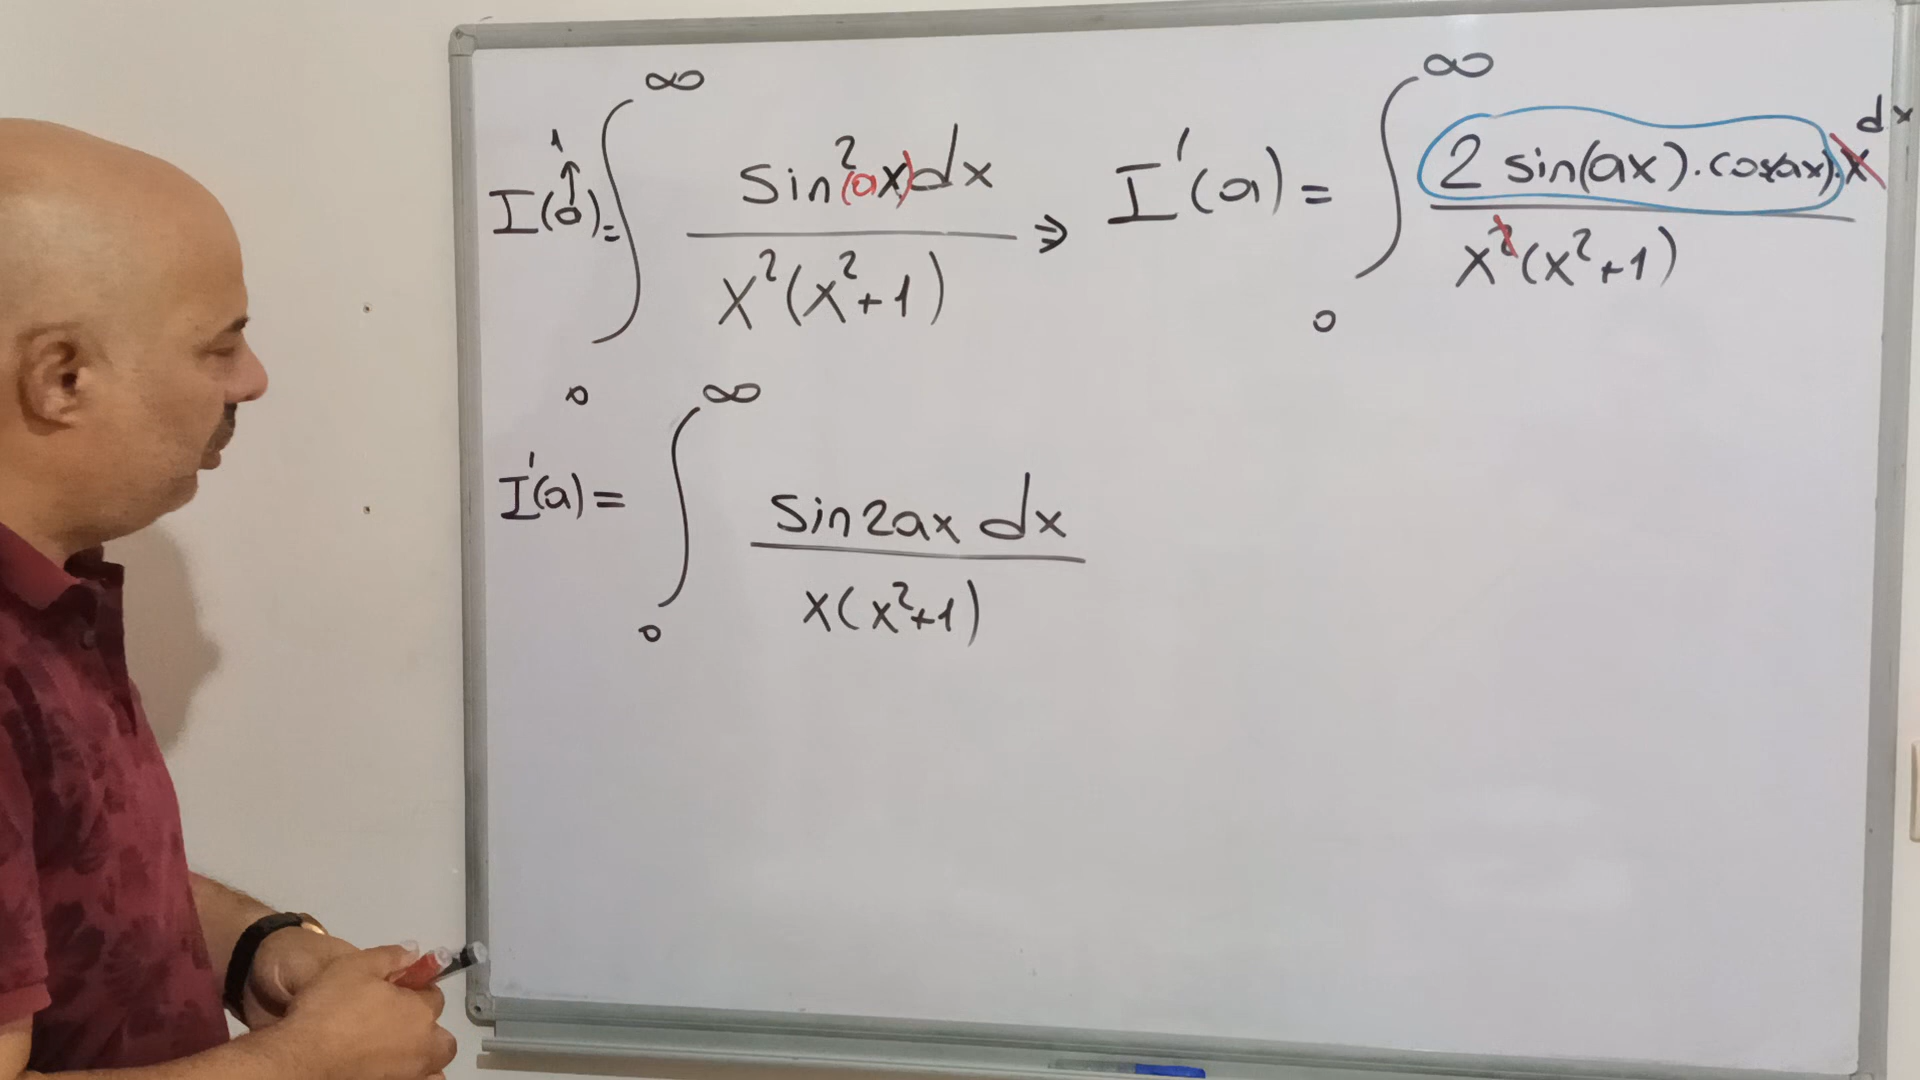 I(a) = ∫₀^∞ sin²(ax) dx / x²(x²+1) ⇒ I'(a) = ∫₀^∞ 2 sin(ax).cos(ax).x dx / x²(x²+1)
1
I'(a) = ∫₀^∞ sin2ax dx / x(x²+1)